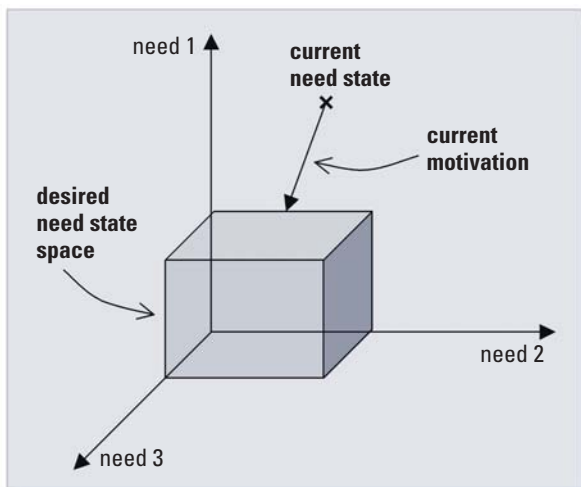 need 1
current
need state
current
motivation
desired
need state
space
need 2
need 3